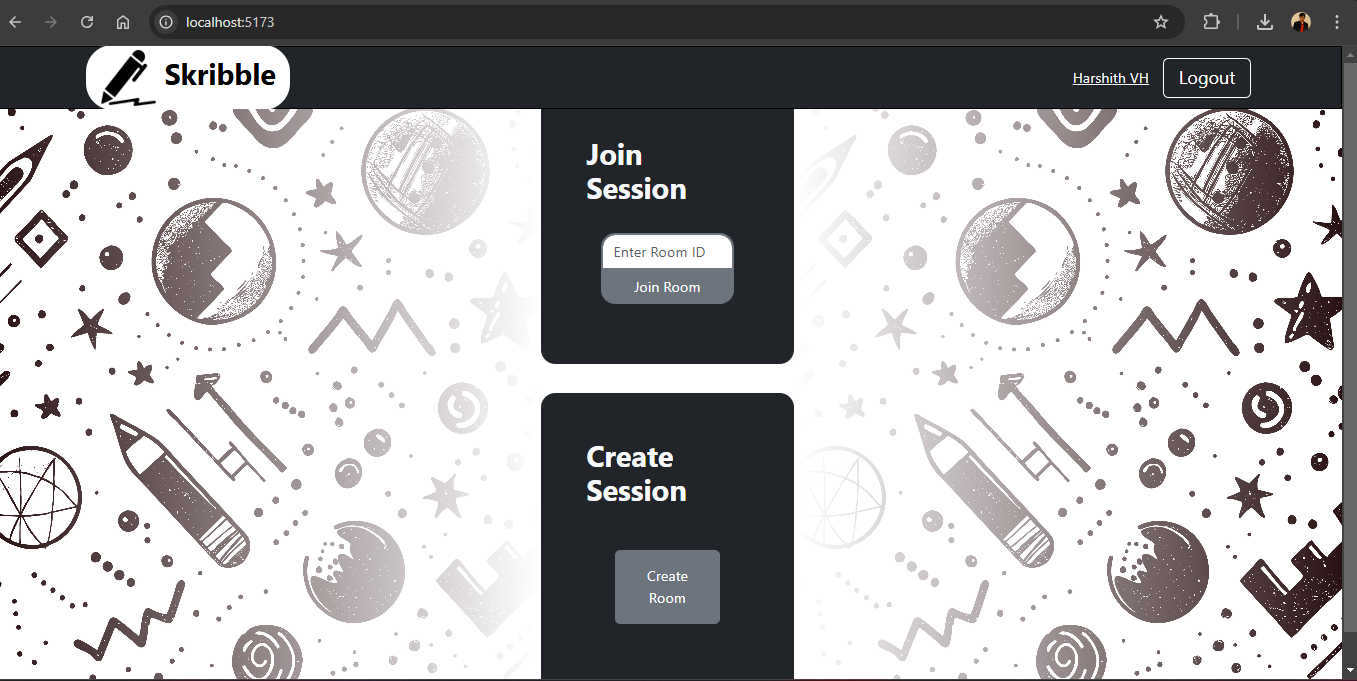 localhost:5173
Skribble
Harshith VH
Logout
Join
Session
Enter Room ID
Join Room
Create
Session
Create
Room